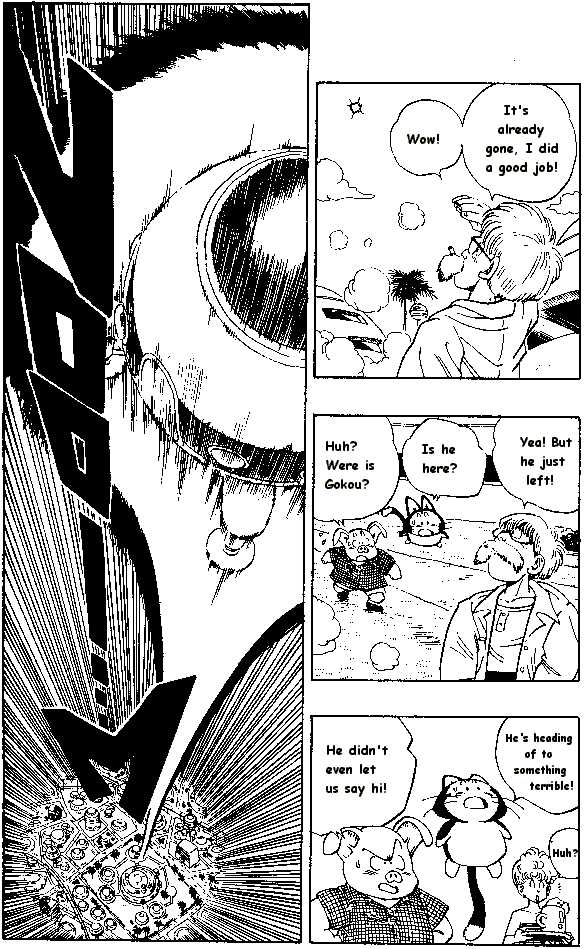 Wow!
It's
already
gone, I did
a good job!
Huh?
Were is
Gokou?
Is he
here?
Yea! But
he just
left!
He didn't
even let
us say hi!
He's heading
of to
something
terrible!
Huh?